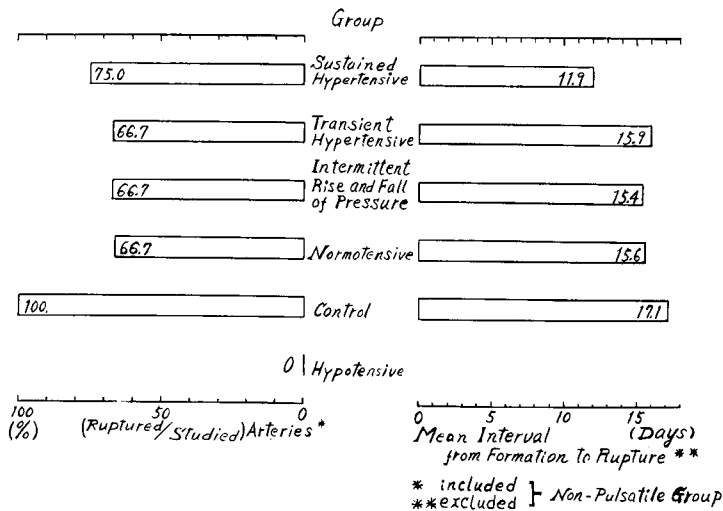 Group
Sustained
Hypertensive
75.0
11.9
Transient
Hypertensive
66.7
15.9
Intermittent
Rise and Fall
of Pressure
66.7
15.4
Normotensive
66.7
15.6
Control
100.
17.1
0 Hypotensive
100 50 0
(%) (Ruptured/Studied) Arteries *
0 5 10 15
Mean Interval (Days)
from Formation to Rupture **
* included
** excluded } Non-Pulsatile Group